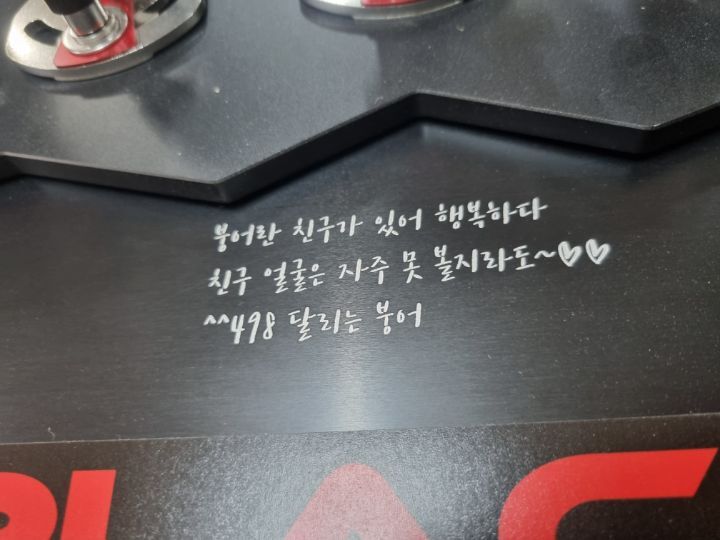 붕어란 친구가 있어 행복하다
친구 얼굴은 자주 못 볼지라도~♡♡
^^498 달리는 붕어